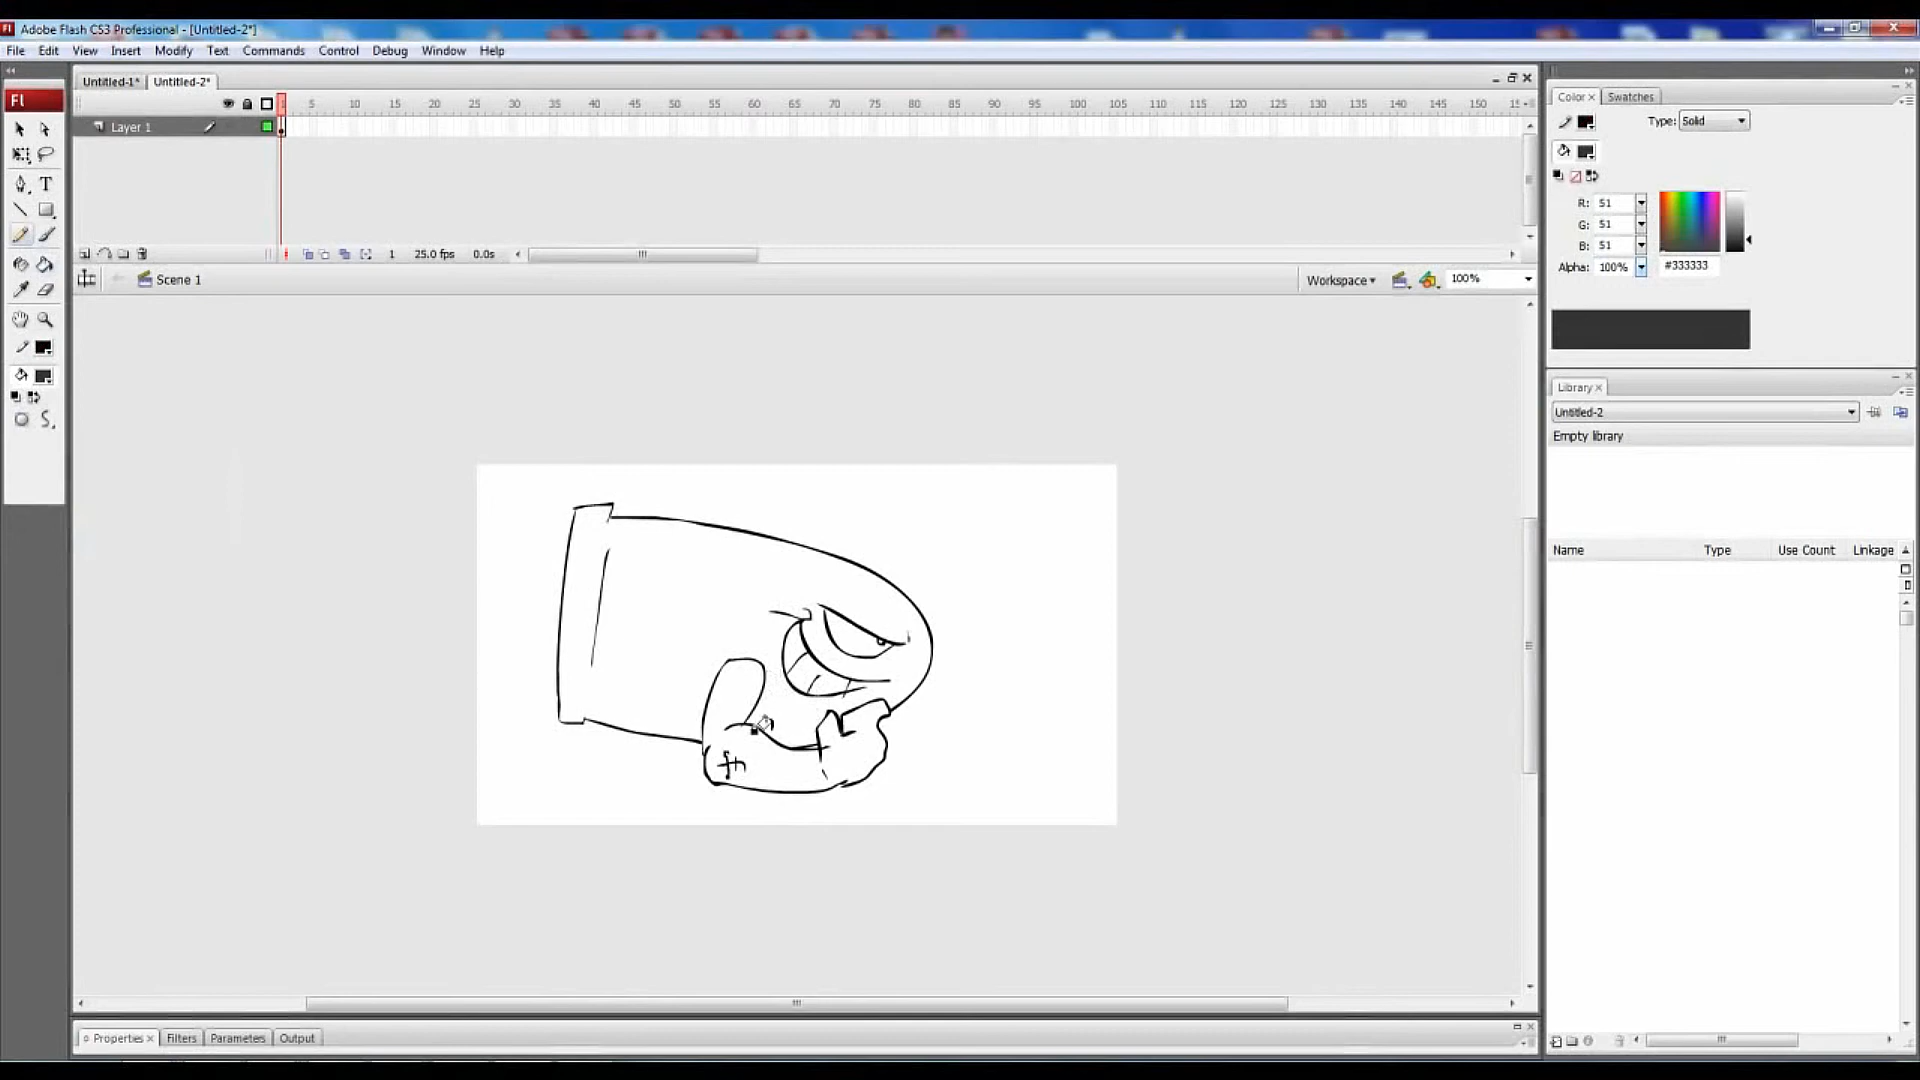 Adobe Flash CS3 Professional - [Untitled-2*]
File Edit View Insert Modify Text Commands Control Debug Window Help
Untitled-1* Untitled-2*
Fl
1 5 10 15 20 25 30 35 40 45 50 55 60 65 70 75 80 85 90 95 100 105 110 115 120 125 130 135 140 145 150
Layer 1
1 25.0 fps 0.0s
Scene 1
Workspace 100%
Color Swatches
Type: Solid
R: 51
G: 51
B: 51
Alpha: 100% #333333
Library
Untitled-2
Empty library
Name Type Use Count Linkage
Properties Filters Parameters Output